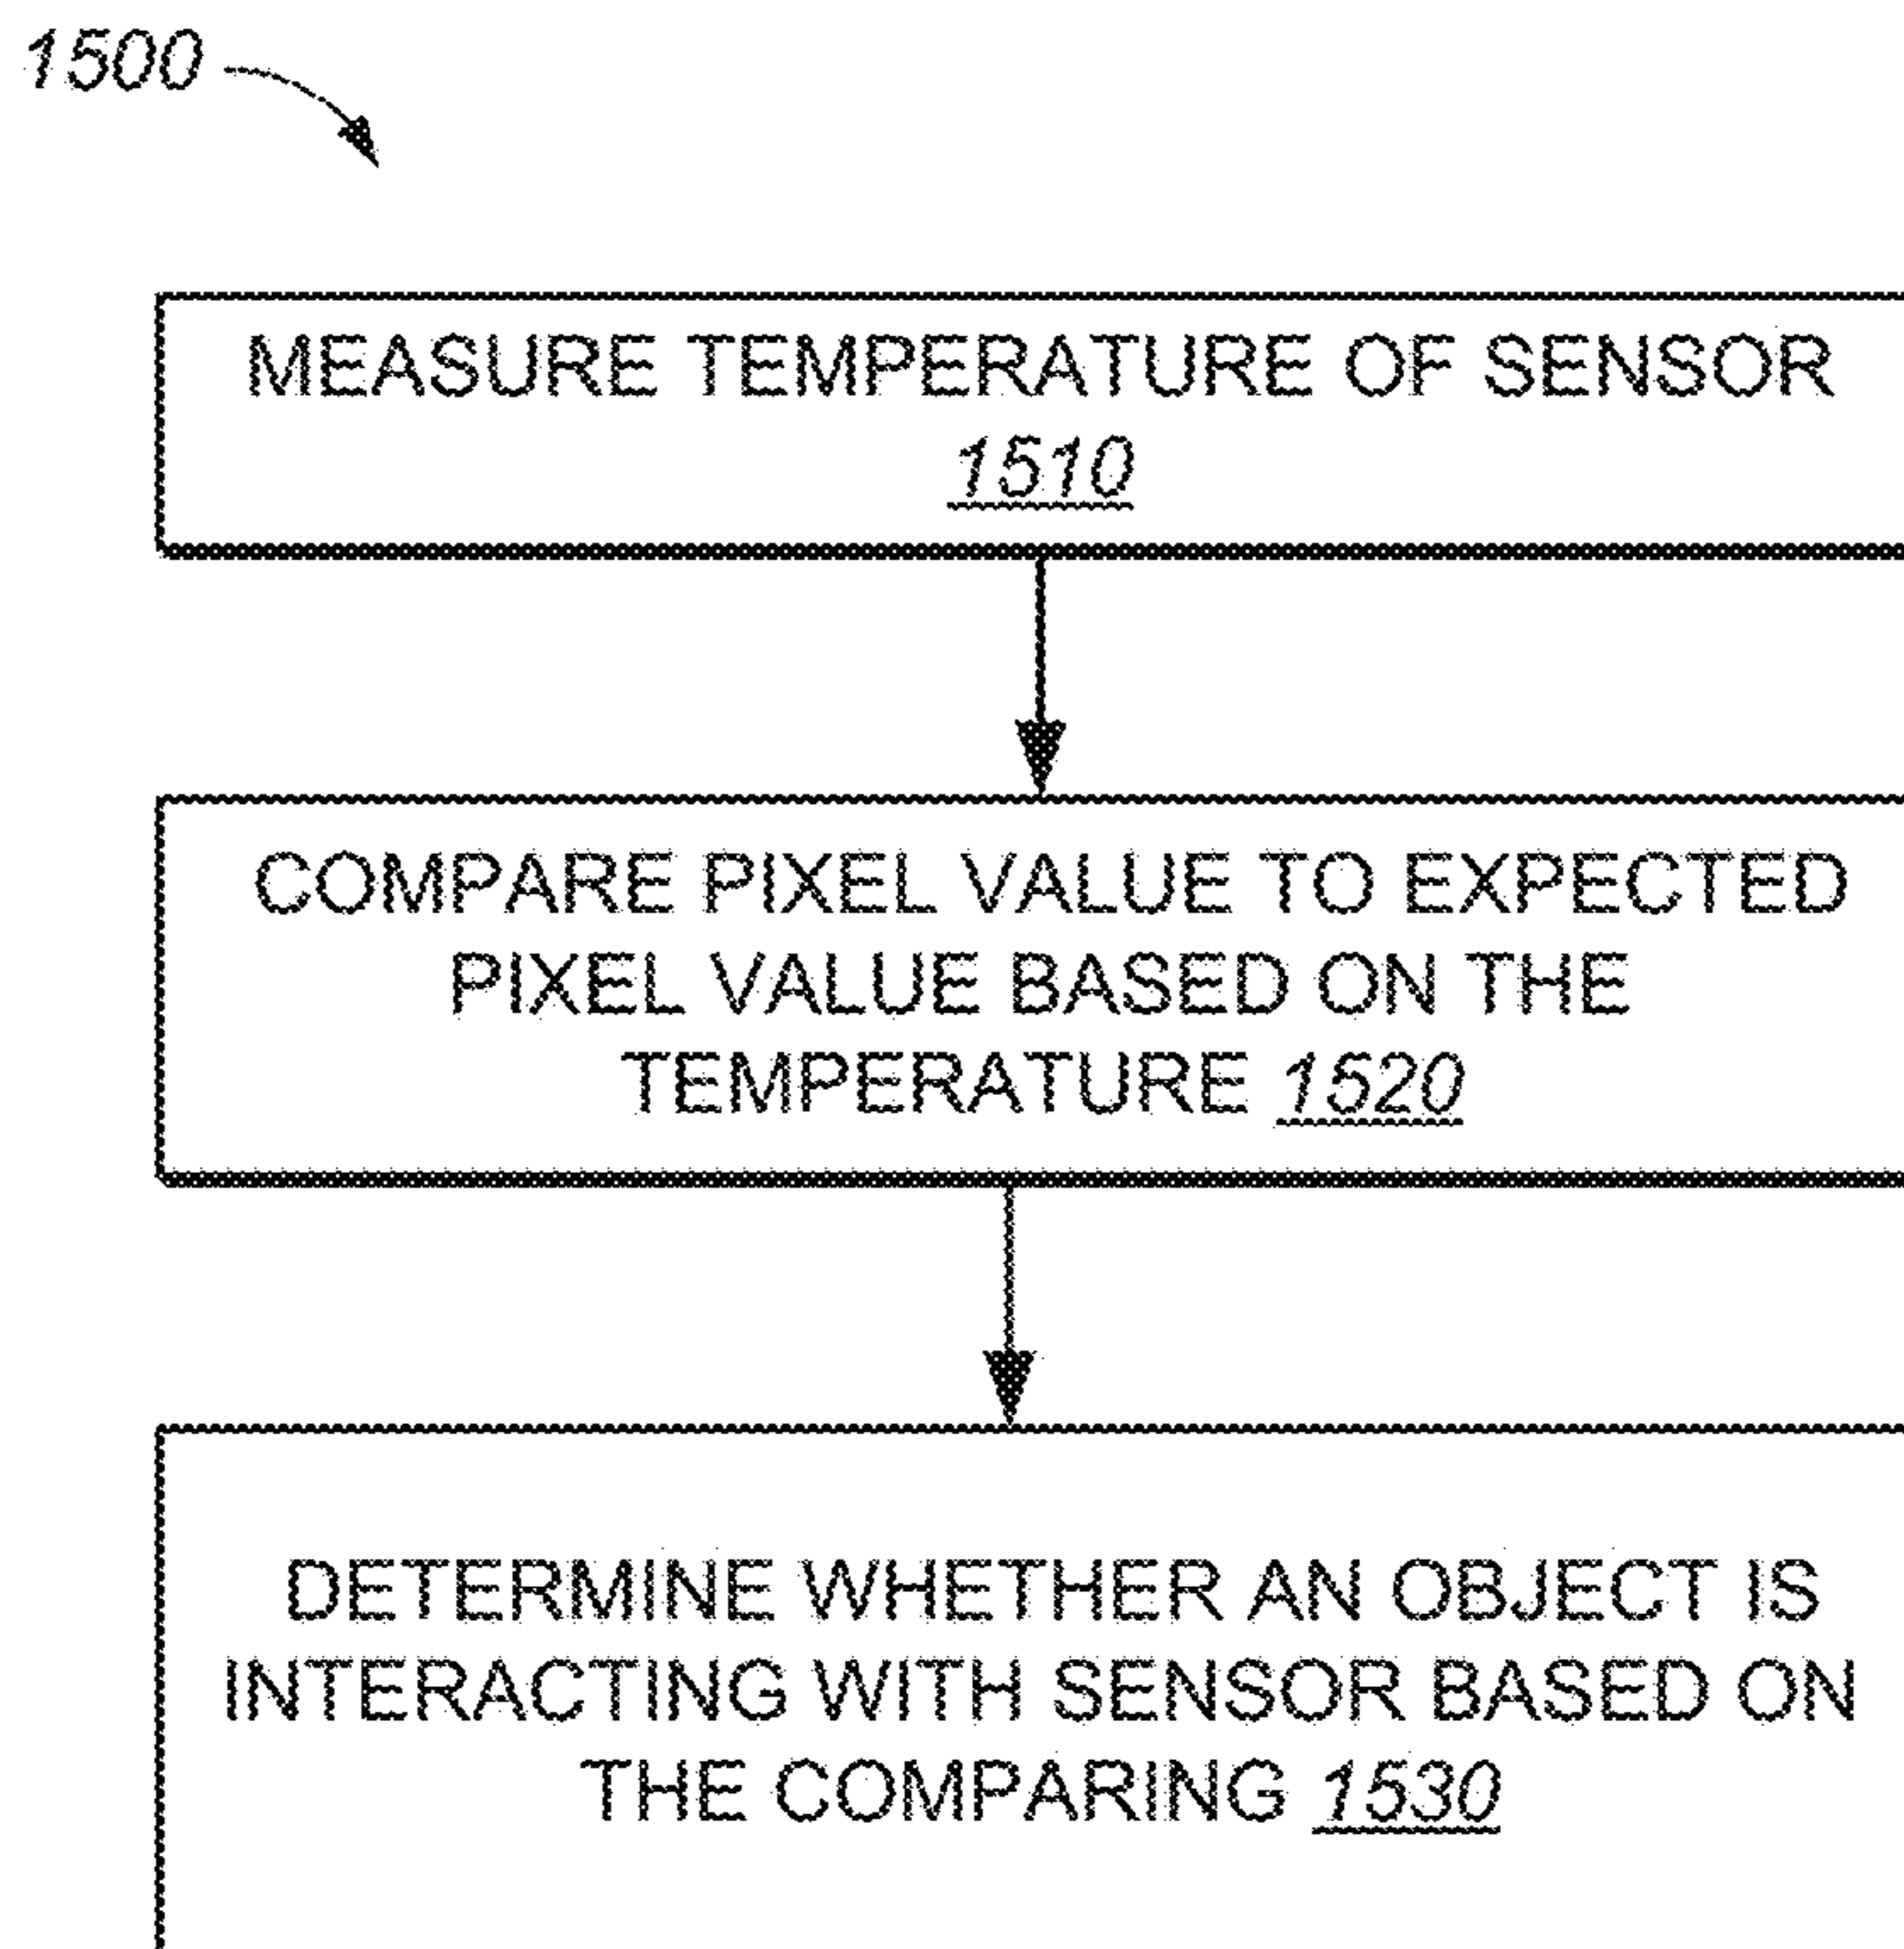 1500
MEASURE TEMPERATURE OF SENSOR
1510
COMPARE PIXEL VALUE TO EXPECTED
PIXEL VALUE BASED ON THE
TEMPERATURE 1520
DETERMINE WHETHER AN OBJECT IS
INTERACTING WITH SENSOR BASED ON
THE COMPARING 1530